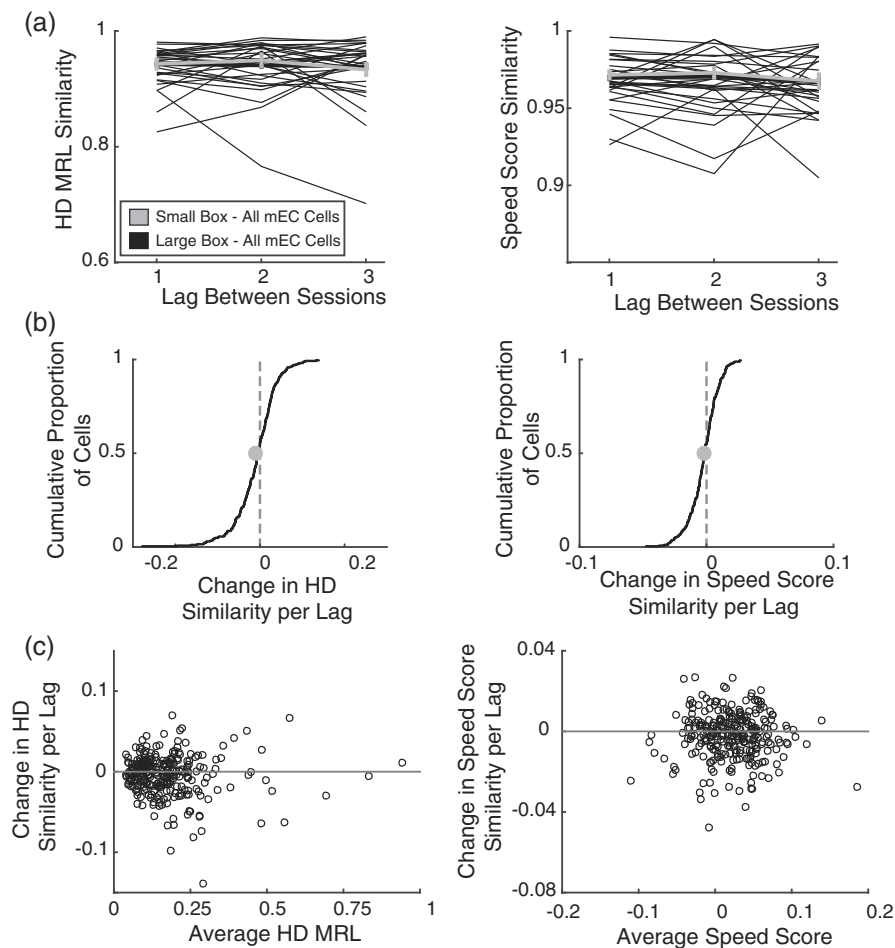 (a)
HD MRL Similarity
1
0.8
0.6
1
2
3
Lag Between Sessions
Small Box - All mEC Cells
Large Box - All mEC Cells
Speed Score Similarity
1
0.95
0.9
1
2
3
Lag Between Sessions
(b)
Cumulative Proportion
of Cells
1
0.5
0
-0.2
0
0.2
Change in HD
Similarity per Lag
Cumulative Proportion
of Cells
1
0.5
0
-0.1
0
0.1
Change in Speed Score
Similarity per Lag
(c)
Change in HD
Similarity per Lag
0.1
0
-0.1
0
0.25
0.5
0.75
1
Average HD MRL
Change in Speed Score
Similarity per Lag
0.04
0
-0.04
-0.08
-0.2
-0.1
0
0.1
0.2
Average Speed Score